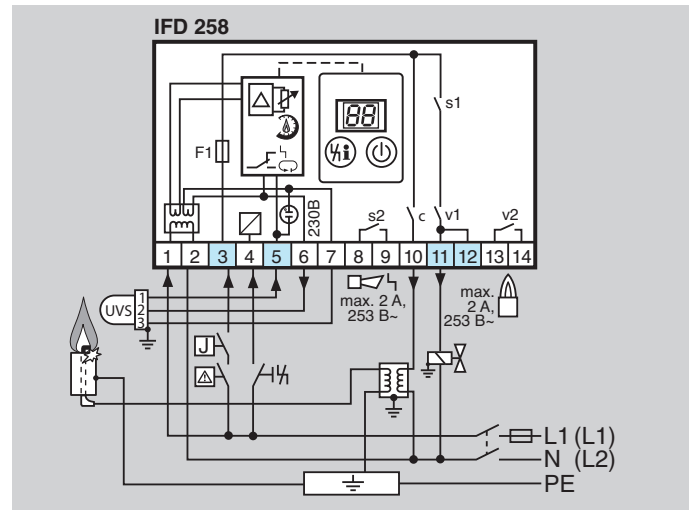 IFD 258
88
s1
F1
i
230В
s2
c
v1
v2
1 2 3 4 5 6 7 8 9 10 11 12 13 14
UVS
1
2
3
max. 2 A,
253 В~
max.
2 A,
253 В~
J
L1 (L1)
N (L2)
PE